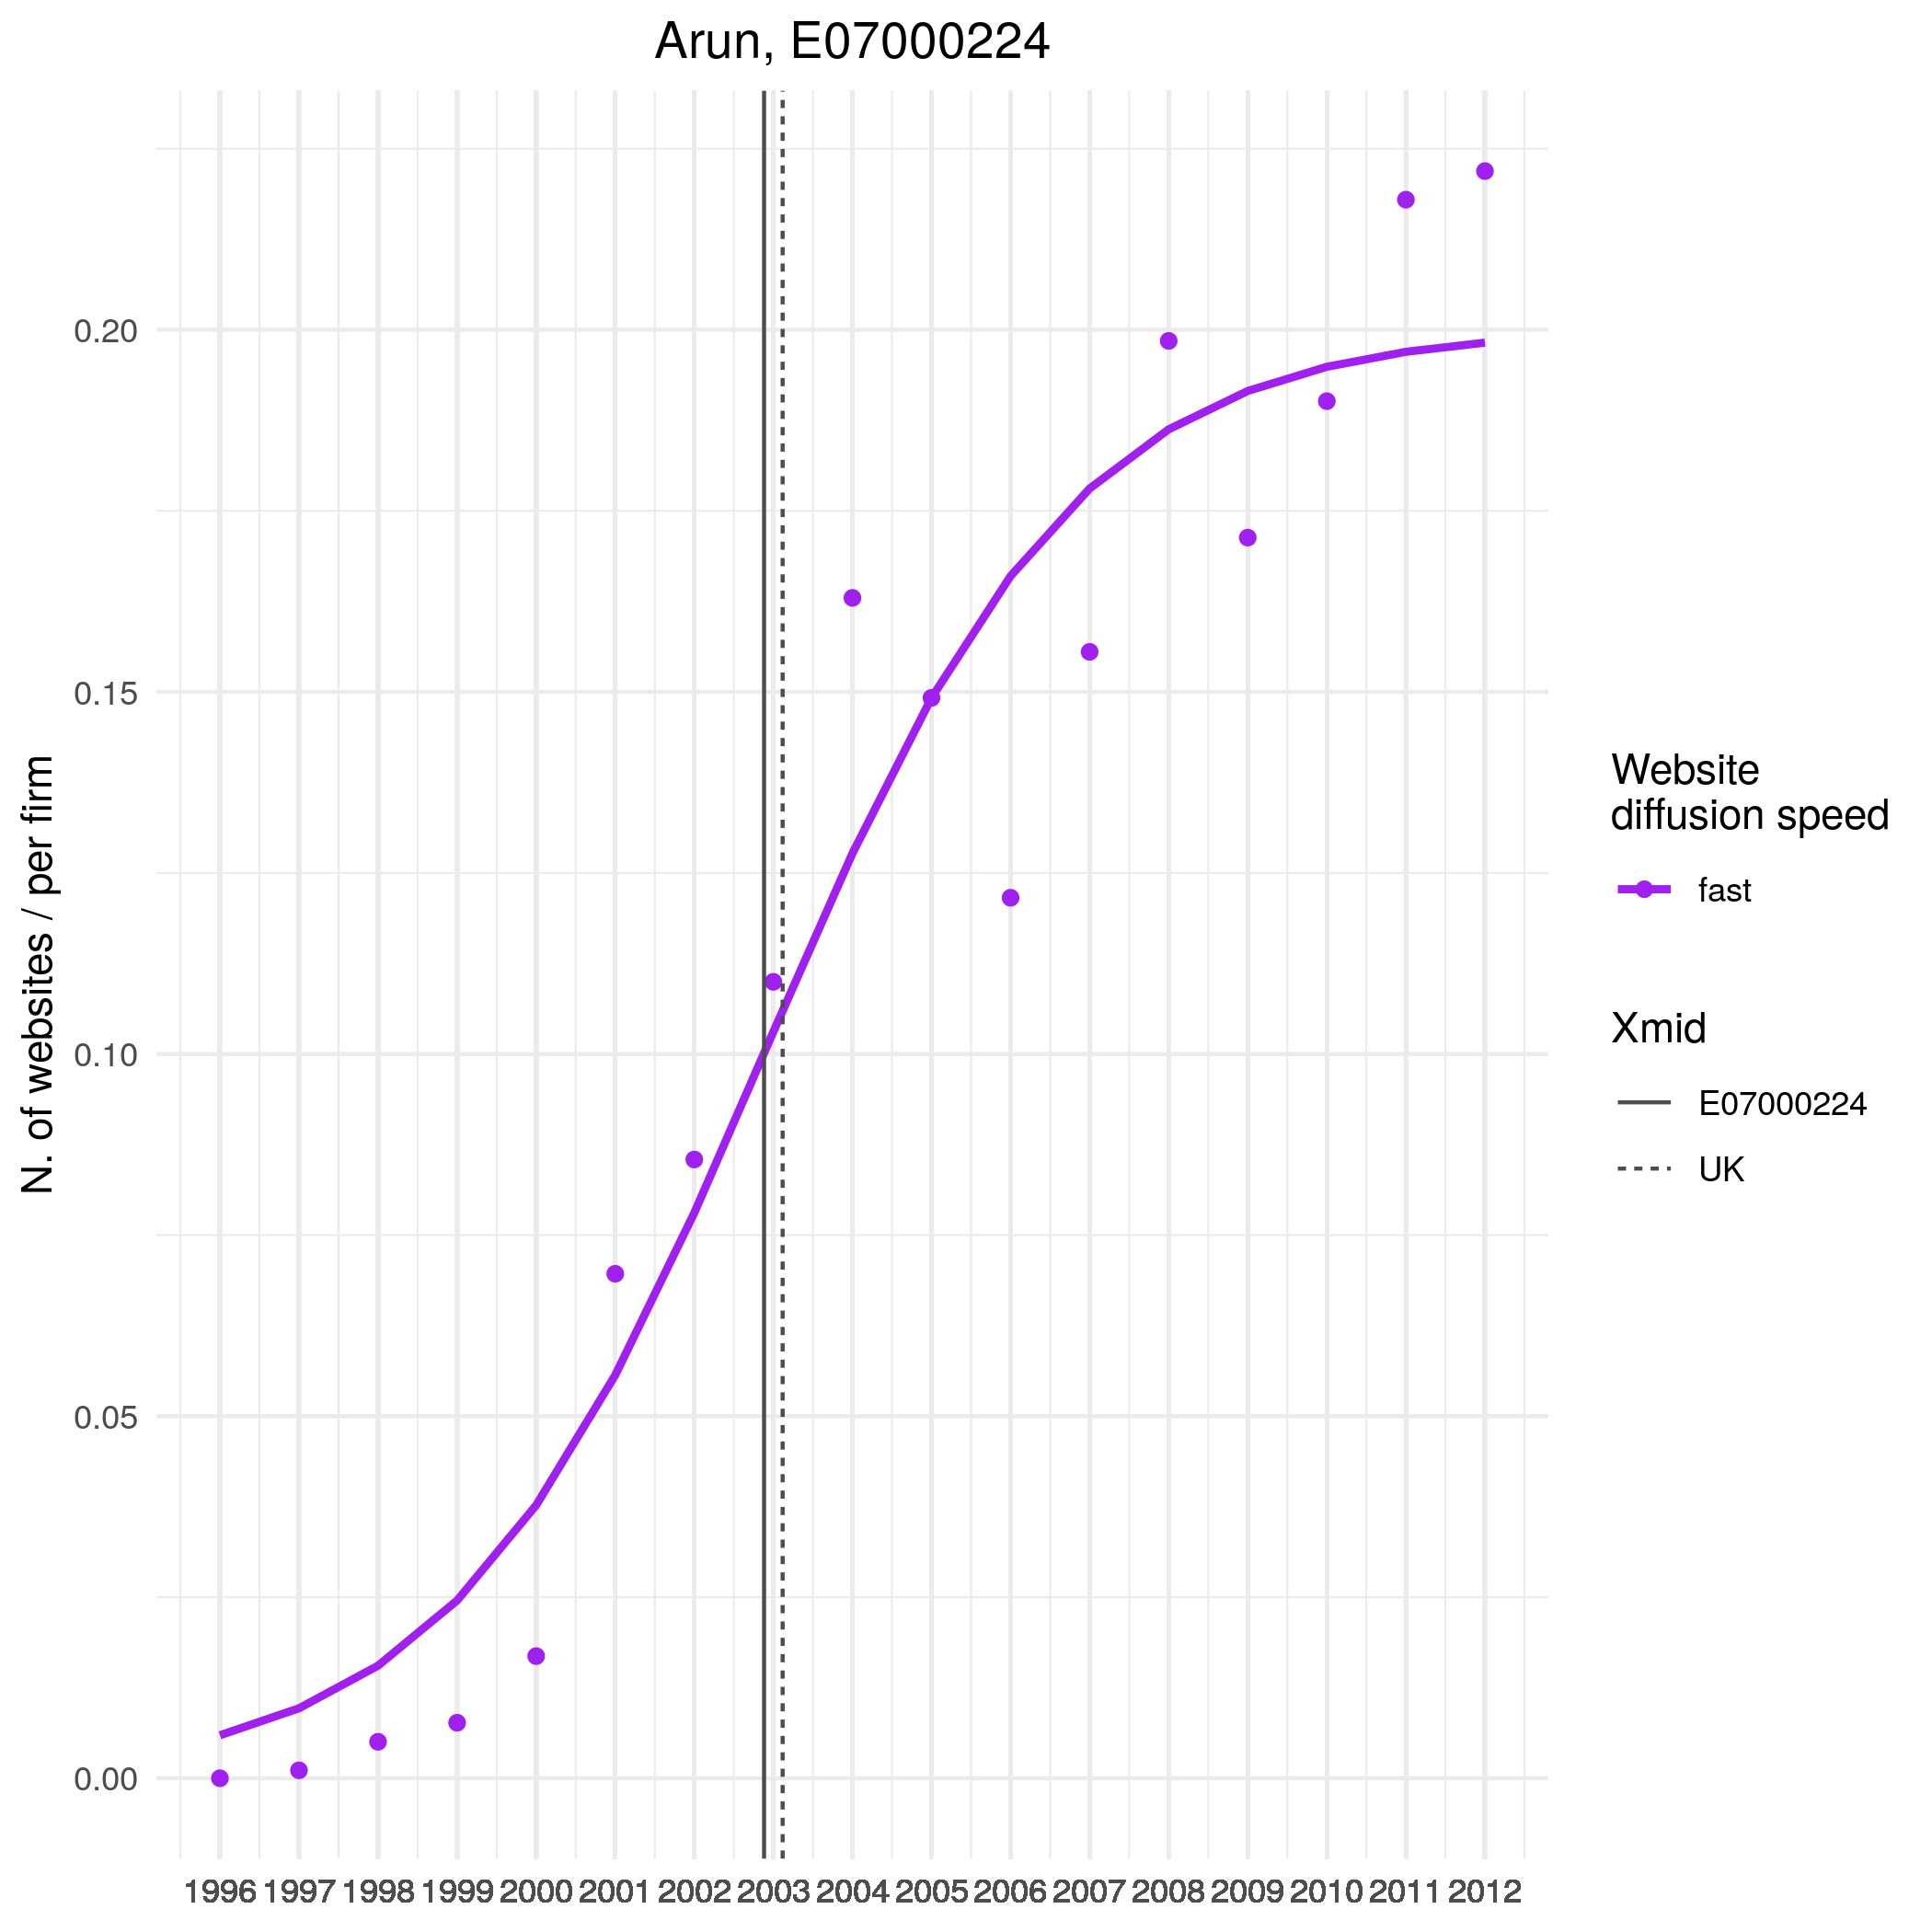 Arun, E07000224
N. of websites / per firm
0.20
0.15
0.10
0.05
0.00
1996 1997 1998 1999 2000 2001 2002 2003 2004 2005 2006 2007 2008 2009 2010 2011 2012
Website
diffusion speed
fast
Xmid
E07000224
UK